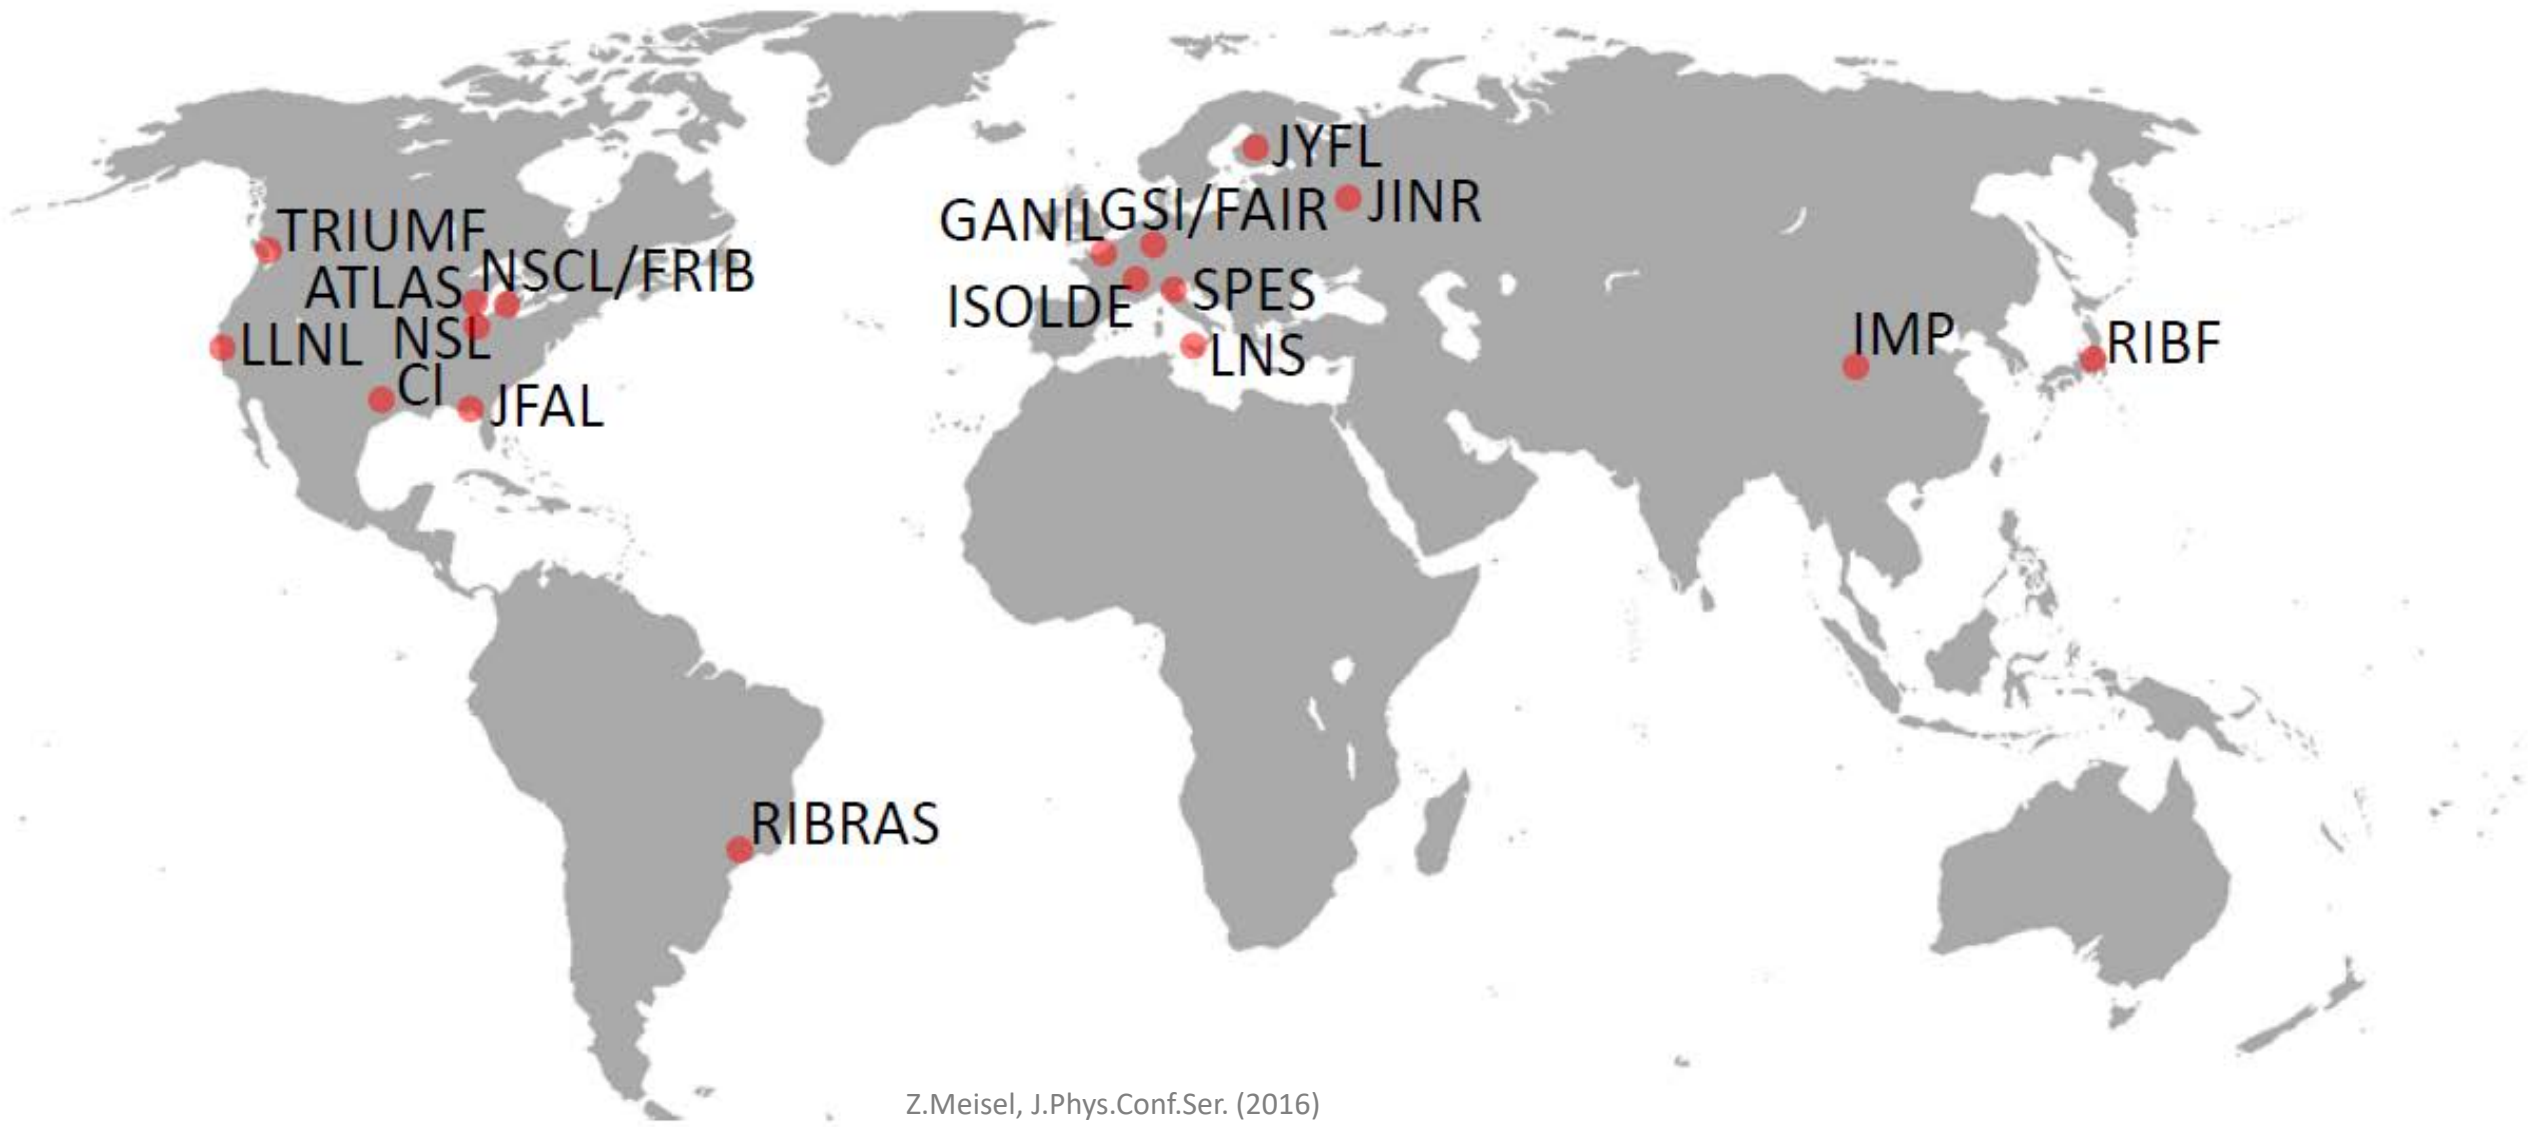 JYFL
JINR
GANIL
GSI/FAIR
TRIUMF
NSCL/FRIB
ATLAS
ISOLDE
SPES
NSL
LLNL
LNS
IMP
RIBF
CI
JFAL
RIBRAS
Z.Meisel, J.Phys.Conf.Ser. (2016)